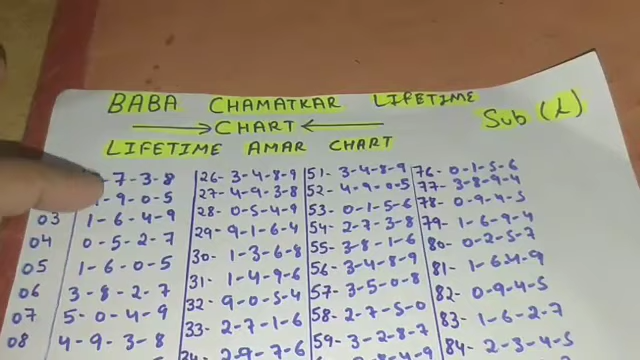 BABA CHAMATKAR LIFETIME
CHART
Sub (L)
LIFETIME AMAR CHART
-7-3-8 26- 3-4-8-9 51- 3-4-8-9 76- 0-1-5-6
-9-0-5 27- 4-9-3-8 52- 4-9-0-5 77- 3-8-9-4
03 1-6-4-9 28- 0-5-4-9 53- 0-1-5-6 78- 0-9-4-5
04 0-5-2-7 29- 9-1-6-4 54- 2-7-3-8 79- 1-6-9-4
05 1-6-0-5 30- 1-3-6-8 55- 3-8-1-6 80- 0-2-5-7
06 3-8-2-7 31- 1-4-9-6 56- 3-4-8-9 81- 1-6-4-9
07 5-0-4-9 32- 9-0-5-4 57- 3-5-0-8 82- 0-9-4-5
08 4-9-3-8 33- 2-7-1-6 58- 2-7-5-0 83- 1-6-2-7
59- 3-2-8-7 84- 2-3-4-5